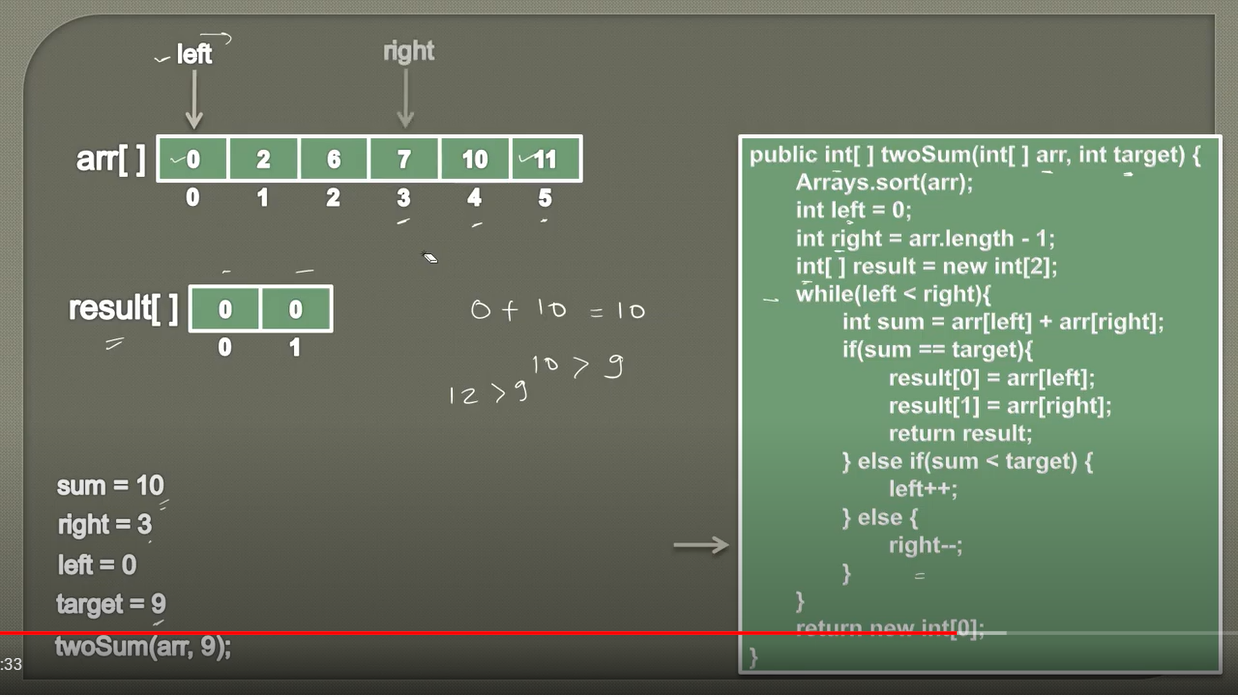 left right
arr[ ] 0 2 6 7 10 11
0 1 2 3 4 5
result[ ] 0 0
0 1
0 + 10 = 10
10 > 9
12 > 9
sum = 10
right = 3
left = 0
target = 9
twoSum(arr, 9);
:33
public int[ ] twoSum(int[ ] arr, int target) {
Arrays.sort(arr);
int left = 0;
int right = arr.length - 1;
int[ ] result = new int[2];
while(left < right){
int sum = arr[left] + arr[right];
if(sum == target){
result[0] = arr[left];
result[1] = arr[right];
return result;
} else if(sum < target) {
left++;
} else {
right--;
}
}
return new int[0];
}